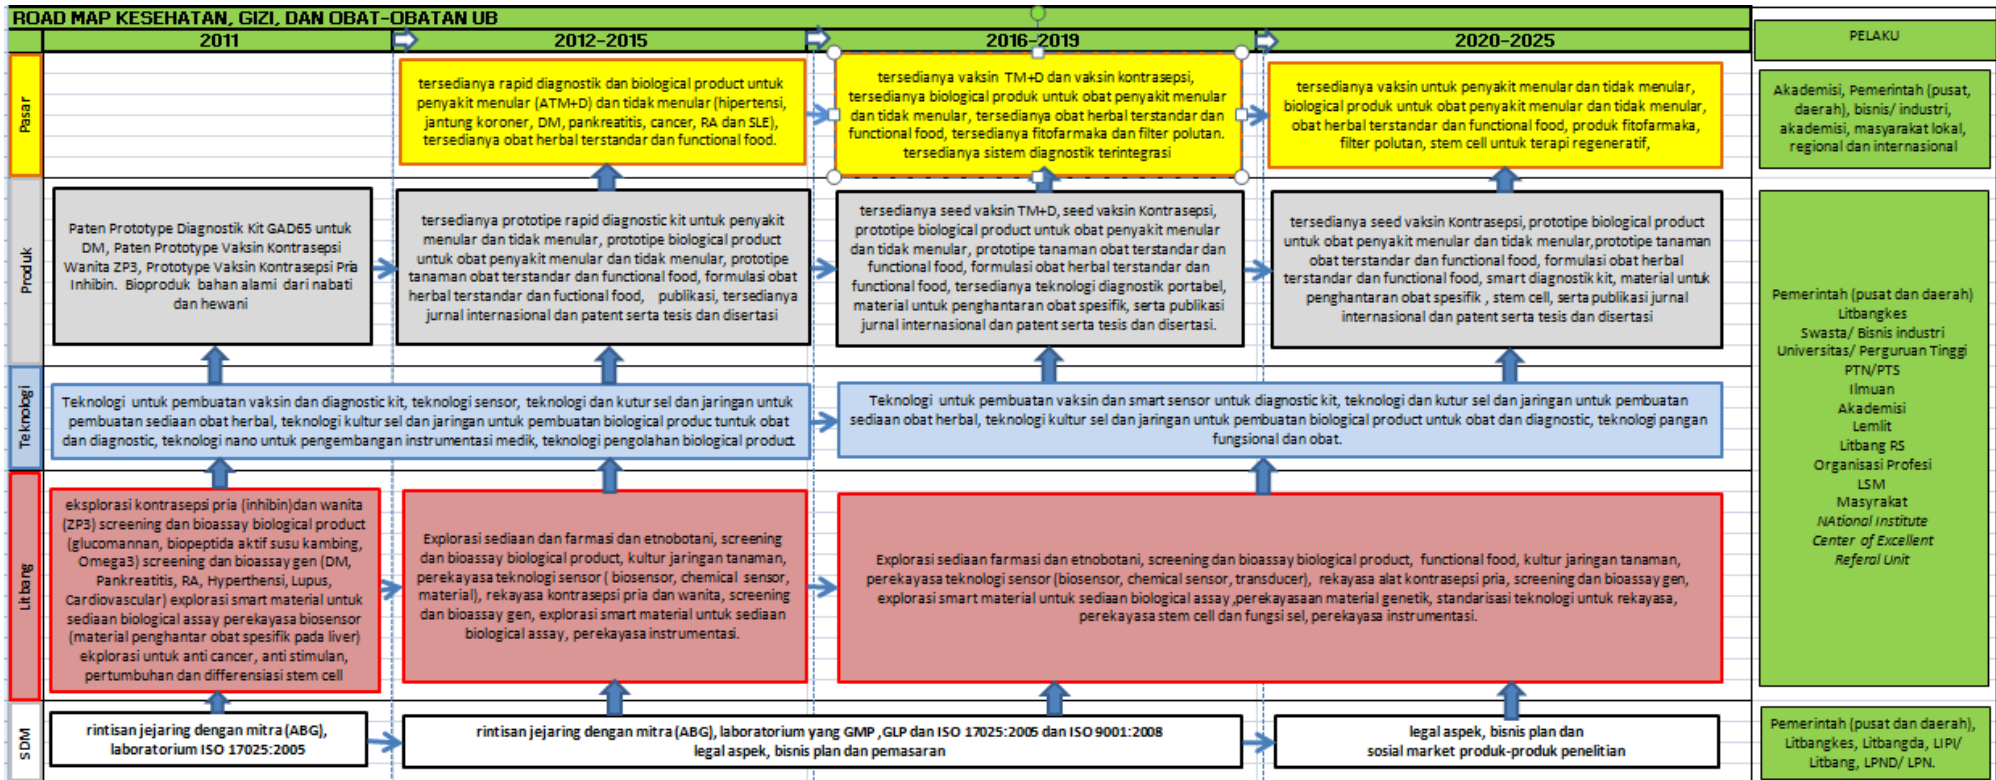 ROAD MAP KESEHATAN, GIZI, DAN OBAT-OBATAN UB
2011
2012-2015
2016-2019
2020-2025
PELAKU
Pasar
tersedianya rapid diagnostik dan biological product untuk
penyakit menular (ATM+D) dan tidak menular (hipertensi,
jantung koroner, DM, pankreatitis, cancer, RA dan SLE),
tersedianya obat herbal terstandar dan functional food.
tersedianya vaksin TM+D dan vaksin kontrasepsi,
tersedianya biological produk untuk obat penyakit menular
dan tidak menular, tersedianya obat herbal terstandar dan
functional food, tersedianya fitofarmaka dan filter polutan.
tersedianya sistem diagnostik terintegrasi
tersedianya vaksin untuk penyakit menular dan tidak menular,
biological produk untuk obat penyakit menular dan tidak menular,
obat herbal terstandar dan functional food, produk fitofarmaka,
filter polutan, stem cell untuk terapi regeneratif,
Akademisi, Pemerintah (pusat,
daerah), bisnis/ industri,
akademisi, masyarakat lokal,
regional dan internasional
Produk
Paten Prototype Diagnostik Kit GAD65 untuk
DM, Paten Prototype Vaksin Kontrasepsi
Wanita ZP3, Prototype Vaksin Kontrasepsi Pria
Inhibin. Bioproduk bahan alami dari nabati
dan hewani
tersedianya prototipe rapid diagnostic kit untuk penyakit
menular dan tidak menular, prototipe biological product
untuk obat penyakit menular dan tidak menular, prototipe
tanaman obat terstandar dan functional food, formulasi obat
herbal terstandar dan fuctional food, publikasi, tersedianya
jurnal internasional dan patent serta tesis dan disertasi
tersedianya seed vaksin TM+D, seed vaksin Kontrasepsi,
prototipe biological product untuk obat penyakit menular
dan tidak menular, prototipe tanaman obat terstandar dan
functional food, formulasi obat herbal terstandar dan
functional food, tersedianya teknologi diagnostik portabel,
material untuk penghantaran obat spesifik, serta publikasi
jurnal internasional dan patent serta tesis dan disertasi.
tersedianya seed vaksin Kontrasepsi, prototipe biological product
untuk obat penyakit menular dan tidak menular,prototipe tanaman
obat terstandar dan functional food, formulasi obat herbal
terstandar dan functional food, smart diagnostik kit, material untuk
penghantaran obat spesifik , stem cell, serta publikasi jurnal
internasional dan patent serta tesis dan disertasi
Pemerintah (pusat dan daerah)
Litbangkes
Swasta/ Bisnis industri
Universitas/ Perguruan Tinggi
PTN/PTS
Ilmuan
Akademisi
Lemlit
Litbang RS
Organisasi Profesi
LSM
Masyrakat
NAtional Institute
Center of Excellent
Referal Unit
Teknologi
Teknologi untuk pembuatan vaksin dan diagnostic kit, teknologi sensor, teknologi dan kutur sel dan jaringan untuk
pembuatan sediaan obat herbal, teknologi kultur sel dan jaringan untuk pembuatan biological produc tuntuk obat
dan diagnostic, teknologi nano untuk pengembangan instrumentasi medik, teknologi pengolahan biological product.
Teknologi untuk pembuatan vaksin dan smart sensor untuk diagnostic kit, teknologi dan kutur sel dan jaringan untuk pembuatan
sediaan obat herbal, teknologi kultur sel dan jaringan untuk pembuatan biological product untuk obat dan diagnostic, teknologi pangan
fungsional dan obat.
Litbang
eksplorasi kontrasepsi pria (inhibin)dan wanita
(ZP3) screening dan bioassay biological product
(glucomannan, biopeptida aktif susu kambing,
Omega3) screening dan bioassay gen (DM,
Pankreatitis, RA, Hyperthensi, Lupus,
Cardiovascular) explorasi smart material untuk
sediaan biological assay perekayasa biosensor
(material penghantar obat spesifik pada liver)
ekplorasi untuk anti cancer, anti stimulan,
pertumbuhan dan differensiasi stem cell
Explorasi sediaan dan farmasi dan etnobotani, screening
dan bioassay biological product, kultur jaringan tanaman,
perekayasa teknologi sensor ( biosensor, chemical sensor,
material), rekayasa kontrasepsi pria dan wanita, screening
dan bioassay gen, explorasi smart material untuk sediaan
biological assay, perekayasa instrumentasi.
Explorasi sediaan farmasi dan etnobotani, screening dan bioassay biological product, functional food, kultur jaringan tanaman,
perekayasa teknologi sensor (biosensor, chemical sensor, transducer), rekayasa alat kontrasepsi pria, screening dan bioassay gen,
explorasi smart material untuk sediaan biological assay ,perekayasaan material genetik, standarisasi teknologi untuk rekayasa,
perekayasa stem cell dan fungsi sel, perekayasa instrumentasi.
SDM
rintisan jejaring dengan mitra (ABG),
laboratorium ISO 17025:2005
rintisan jejaring dengan mitra (ABG), laboratorium yang GMP ,GLP dan ISO 17025:2005 dan ISO 9001:2008
legal aspek, bisnis plan dan pemasaran
legal aspek, bisnis plan dan
sosial market produk-produk penelitian
Pemerintah (pusat dan daerah),
Litbangkes, Litbangda, LIPI/
Litbang, LPND/ LPN.